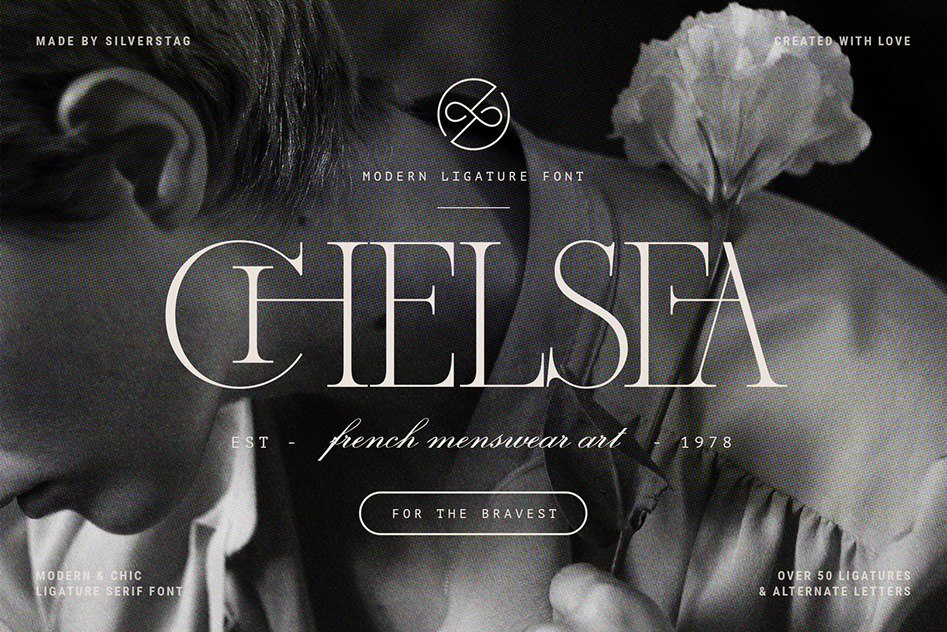 MADE BY SILVERSTAG
CREATED WITH LOVE
MODERN LIGATURE FONT
CHELSEA
EST - french menswear art - 1978
FOR THE BRAVEST
MODERN & CHIC
LIGATURE SERIF FONT
OVER 50 LIGATURES
& ALTERNATE LETTERS